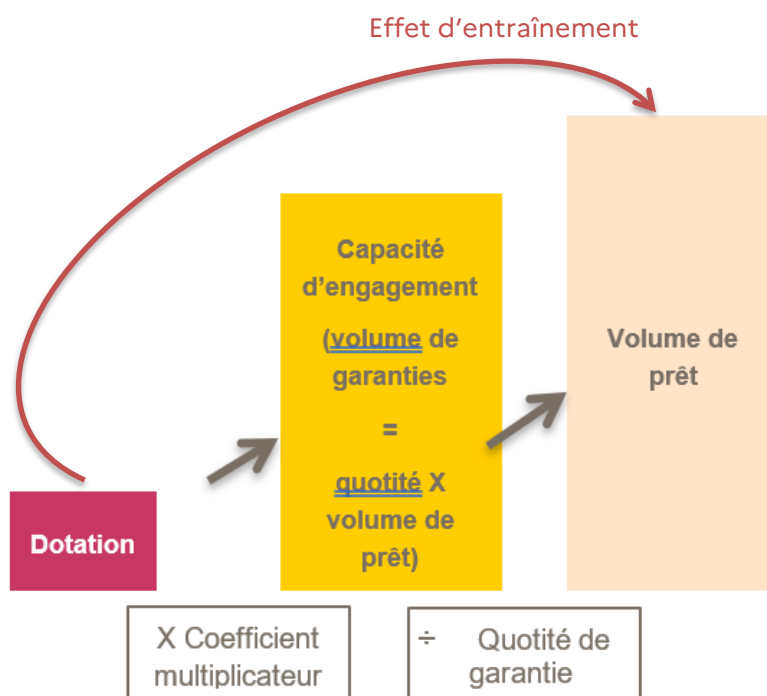 Effet d’entraînement
Capacité
d’engagement
(volume de
garanties
=
quotité X
volume de
prêt)
Volume de
prêt
Dotation
X Coefficient
multiplicateur
÷ Quotité de
garantie